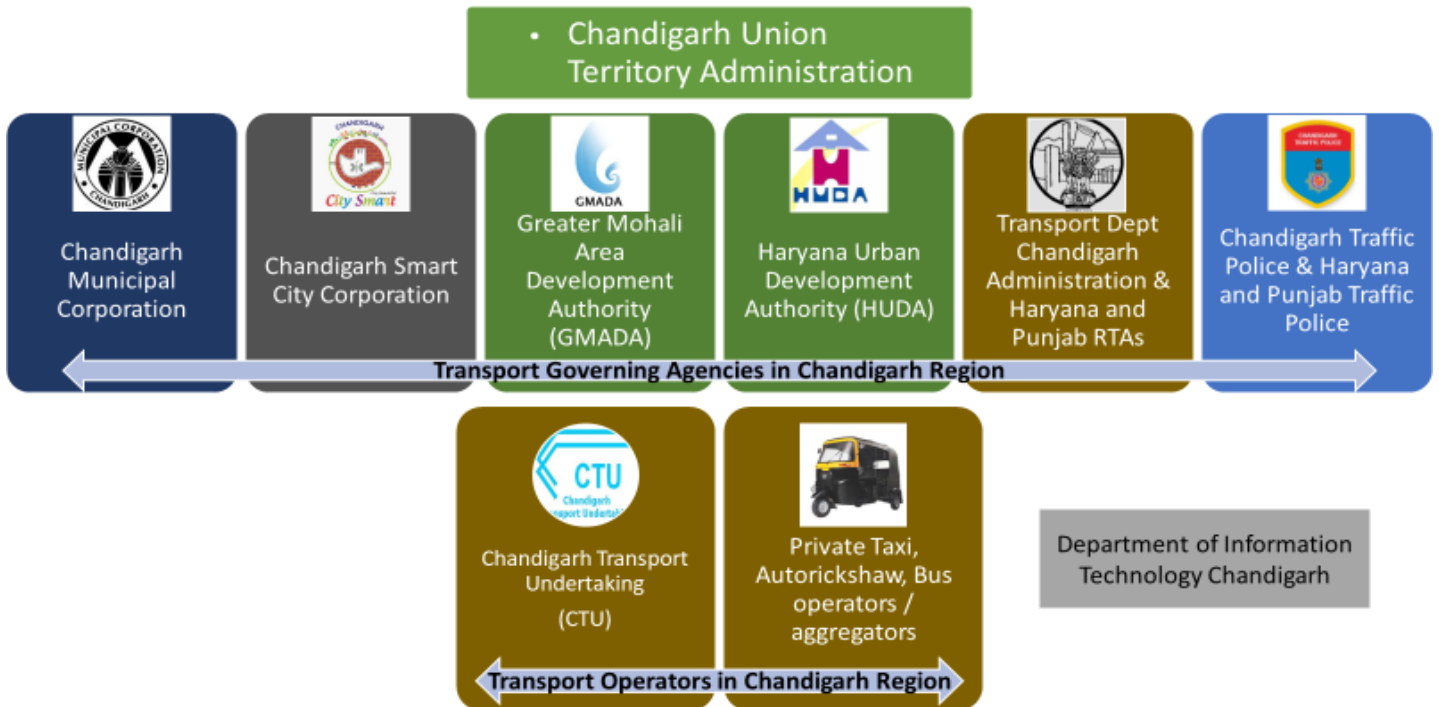 • Chandigarh Union
Territory Administration
MUNICIPAL CORPORATION
CHANDIGARH
Chandigarh
Municipal
Corporation
CHANDIGARH
City Smart
Chandigarh Smart
City Corporation
GMADA
Greater Mohali
Area
Development
Authority
(GMADA)
HUDA
Haryana Urban
Development
Authority (HUDA)
Transport Dept
Chandigarh
Administration &
Haryana and
Punjab RTAs
CHANDIGARH
TRAFFIC POLICE
Chandigarh Traffic
Police & Haryana
and Punjab Traffic
Police
Transport Governing Agencies in Chandigarh Region
CTU
Chandigarh
nsport Undertaki
Chandigarh Transport
Undertaking
(CTU)
Private Taxi,
Autorickshaw, Bus
operators /
aggregators
Transport Operators in Chandigarh Region
Department of Information
Technology Chandigarh